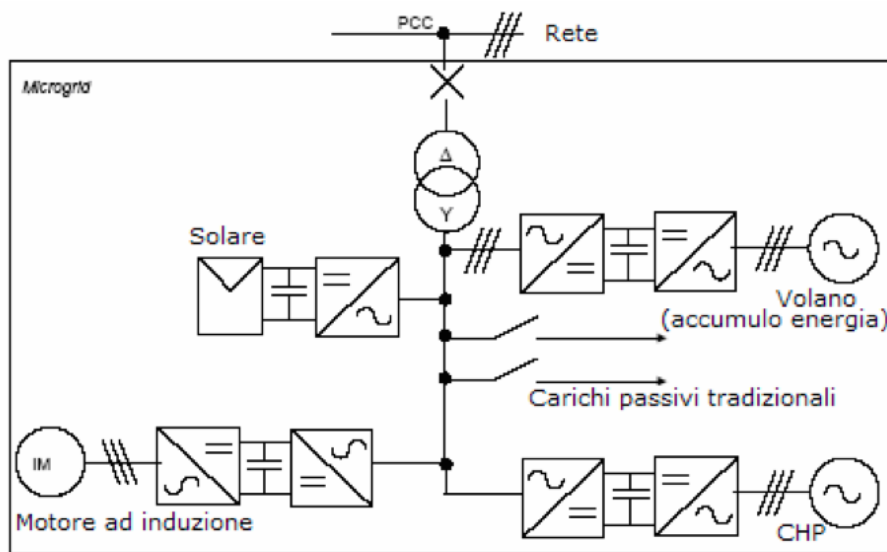 PCC
Rete
Microgrid
Δ
Y
Solare
Volano
(accumulo energia)
Carichi passivi tradizionali
IM
Motore ad induzione
CHP